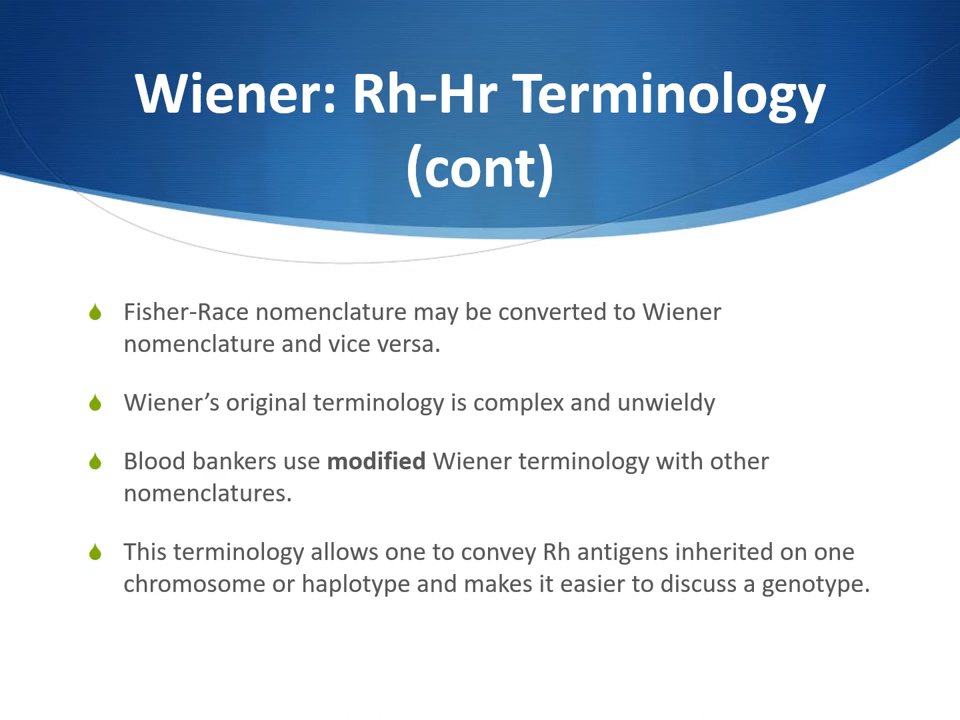 Wiener: Rh-Hr Terminology
(cont)
Fisher-Race nomenclature may be converted to Wiener
nomenclature and vice versa.
Wiener’s original terminology is complex and unwieldy
Blood bankers use modified Wiener terminology with other
nomenclatures.
This terminology allows one to convey Rh antigens inherited on one
chromosome or haplotype and makes it easier to discuss a genotype.